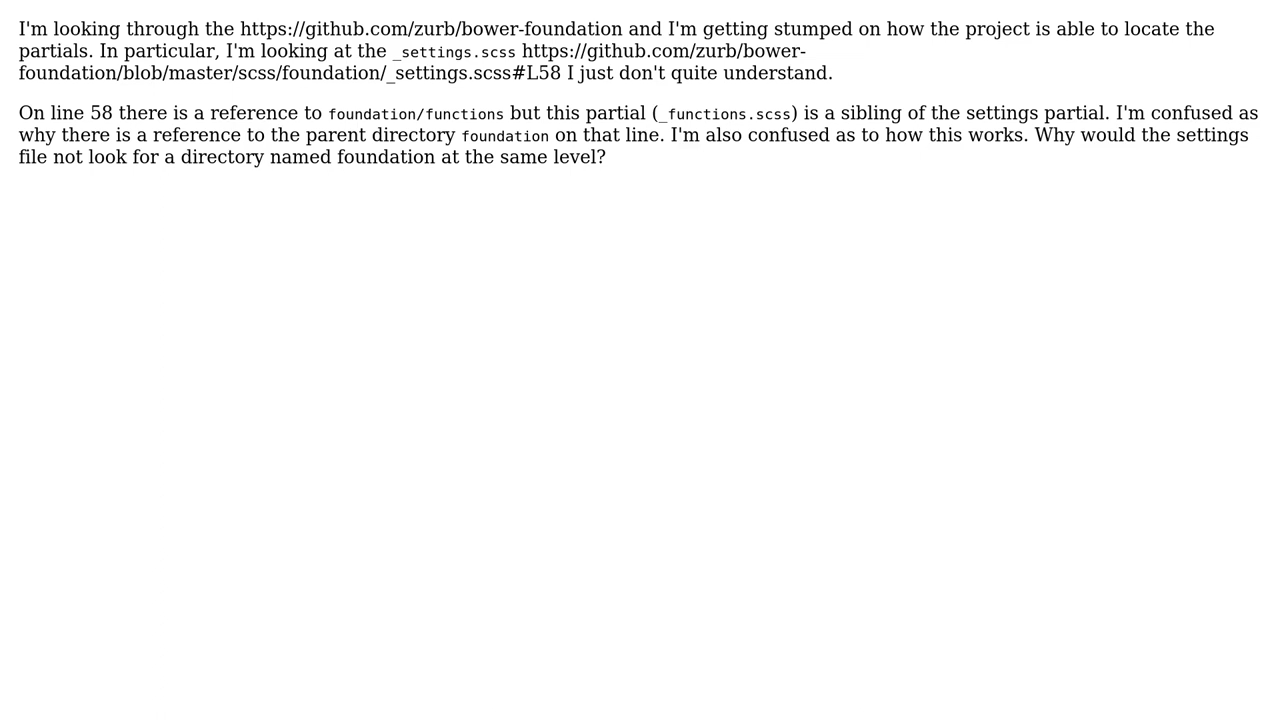 I'm looking through the https://github.com/zurb/bower-foundation and I'm getting stumped on how the project is able to locate the
partials. In particular, I'm looking at the _settings.scss https://github.com/zurb/bower-
foundation/blob/master/scss/foundation/_settings.scss#L58 I just don't quite understand.
On line 58 there is a reference to foundation/functions but this partial (_functions.scss) is a sibling of the settings partial. I'm confused as
why there is a reference to the parent directory foundation on that line. I'm also confused as to how this works. Why would the settings
file not look for a directory named foundation at the same level?